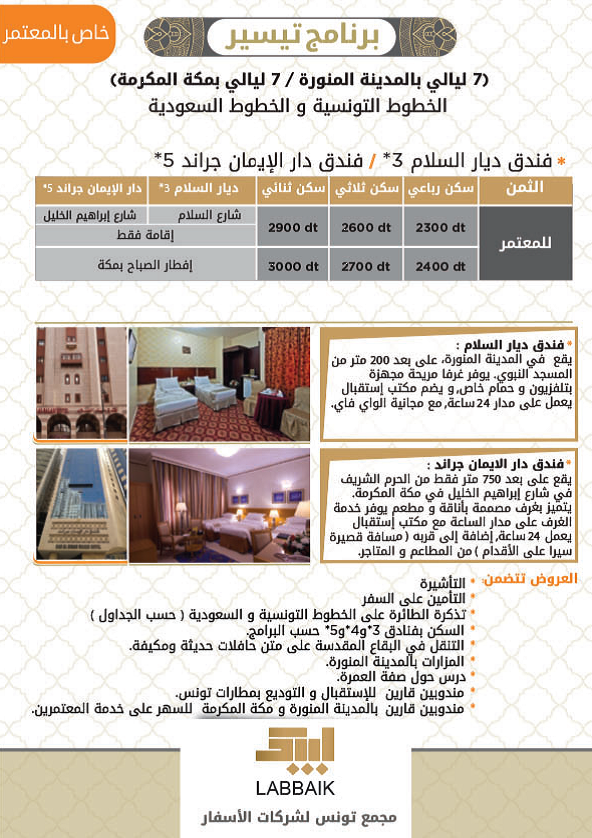 خاص بالمعتمر
برنامج تيسير
(7 ليالي بالمدينة المنورة / 7 ليالي بمكة المكرمة)
الخطوط التونسية و الخطوط السعودية
* فندق ديار السلام 3* / فندق دار الإيمان جراند 5*
الثمن سكن رباعي سكن ثلاثي سكن ثنائي ديار السلام 3* دار الإيمان جراند 5*
للمعتمر 2300 dt 2600 dt 2900 dt شارع السلام شارع إبراهيم الخليل
إقامة فقط
2400 dt 2700 dt 3000 dt إفطار الصباح بمكة
* فندق ديار السلام :
يقع في المدينة المنورة، على بعد 200 متر من
المسجد النبوي. يوفر غرفا مريحة مجهزة
بتلفزيون و حمام خاص, و يضم مكتب إستقبال
يعمل على مدار 24 ساعة, مع مجانية الواي فاي.
* فندق دار الايمان جراند :
يقع على بعد 750 متر فقط من الحرم الشريف
في شارع إبراهيم الخليل في مكة المكرمة.
يتميز بغرف مصممة بأناقة و مطعم يوفر خدمة
الغرف على مدار الساعة مع مكتب إستقبال
يعمل 24 ساعة, إضافة إلى قربه ( مسافة قصيرة
سيرا على الأقدام ) من المطاعم و المتاجر.
العروض تتضمن: * التأشيرة
* التأمين على السفر
* تذكرة الطائرة على الخطوط التونسية و السعودية ( حسب الجداول )
* السكن بفنادق 3*و4*و5* حسب البرامج.
* التنقل في البقاع المقدسة على متن حافلات حديثة ومكيفة.
* المزارات بالمدينة المنورة.
* درس حول صفة العمرة.
* مندوبين قارين للإستقبال و التوديع بمطارات تونس.
* مندوبين قارين بالمدينة المنورة و مكة المكرمة للسهر على خدمة المعتمرين.
لبيك
LABBAIK
مجمع تونس لشركات الأسفار